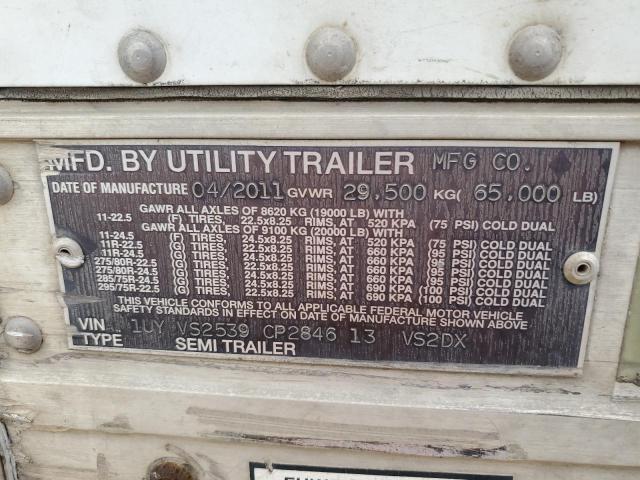 MFD. BY UTILITY TRAILER MFG CO.
DATE OF MANUFACTURE 04/2011 GVWR 29.500 KG( 65.000 LB)
GAWR ALL AXLES OF 8620 KG (19000 LB) WITH
11-22.5 (F) TIRES, 22.5x8.25 RIMS, AT 520 KPA (75 PSI) COLD DUAL
GAWR ALL AXLES OF 9100 KG (20000 LB) WITH
11-24.5 (F) TIRES, 24.5x8.25 RIMS, AT 520 KPA (75 PSI) COLD DUAL
11R-22.5 (G) TIRES, 22.5x8.25 RIMS, AT 660 KPA (95 PSI) COLD DUAL
11R-24.5 (G) TIRES, 24.5x8.25 RIMS, AT 660 KPA (95 PSI) COLD DUAL
275/80R-22.5 (G) TIRES, 22.5x8.25 RIMS, AT 660 KPA (95 PSI) COLD DUAL
275/80R-24.5 (G) TIRES, 24.5x8.25 RIMS, AT 660 KPA (95 PSI) COLD DUAL
285/75R-24.5 (G) TIRES, 24.5x8.25 RIMS, AT 660 KPA (95 PSI) COLD DUAL
295/75R-22.5 (G) TIRES, 22.5x8.25 RIMS, AT 690 KPA (100 PSI) COLD DUAL
THIS VEHICLE CONFORMS TO ALL APPLICABLE FEDERAL MOTOR VEHICLE
SAFETY STANDARDS IN EFFECT ON DATE OF MANUFACTURE SHOWN ABOVE
VIN 1UY VS2539 CP2846 13 VS2DX
TYPE SEMI TRAILER